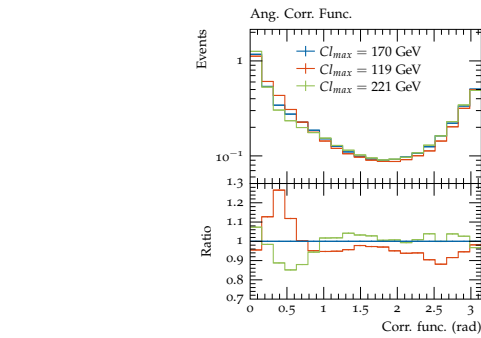 Ang. Corr. Func.
Events
Cl_max = 170 GeV
Cl_max = 119 GeV
Cl_max = 221 GeV
1
10⁻¹
Ratio
1.3
1.2
1.1
1
0.9
0.8
0.7
0 0.5 1 1.5 2 2.5 3
Corr. func. (rad)